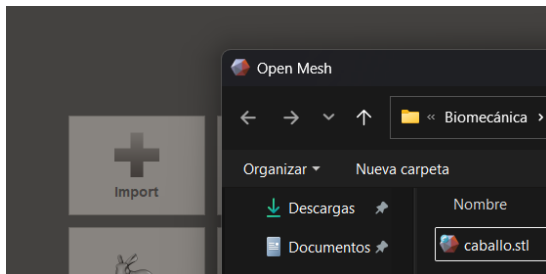 Open Mesh
« Biomecánica ›
Import
Organizar Nueva carpeta
Descargas
Nombre
Documentos
caballo.stl